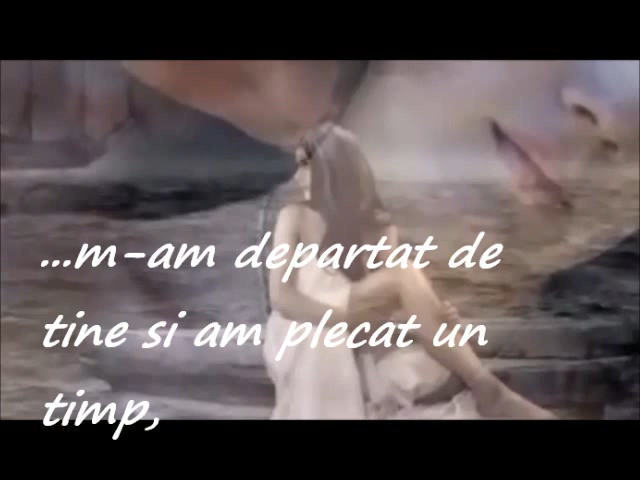 ...m-am departat de
tine si am plecat un
timp,